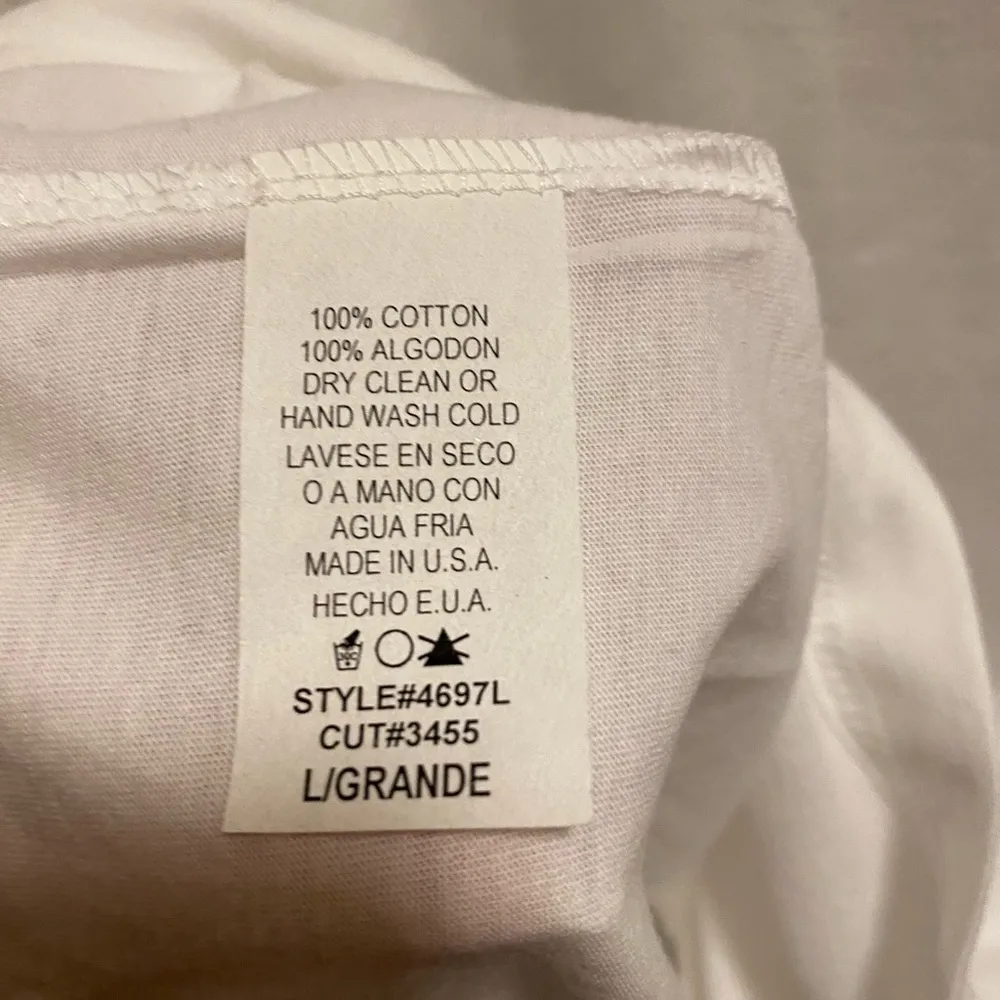 100% COTTON
100% ALGODON
DRY CLEAN OR
HAND WASH COLD
LAVESE EN SECO
O A MANO CON
AGUA FRIA
MADE IN U.S.A.
HECHO E.U.A.
STYLE#4697L
CUT#3455
L/GRANDE